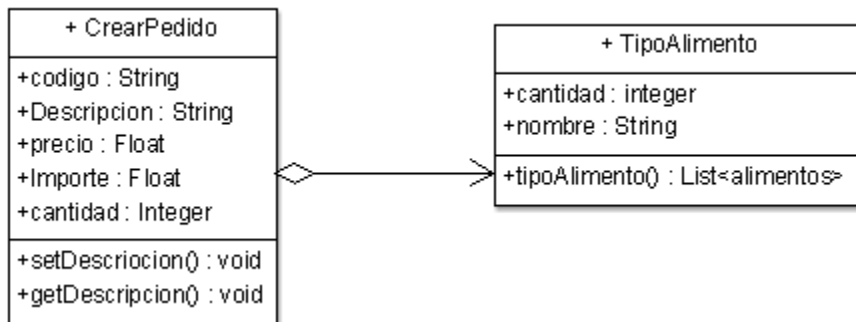 + CrearPedido
+codigo : String
+Descripcion : String
+precio : Float
+Importe : Float
+cantidad : Integer
+setDescriocion() : void
+getDescripcion() : void
+ TipoAlimento
+cantidad : integer
+nombre : String
+tipoAlimento() : List<alimentos>